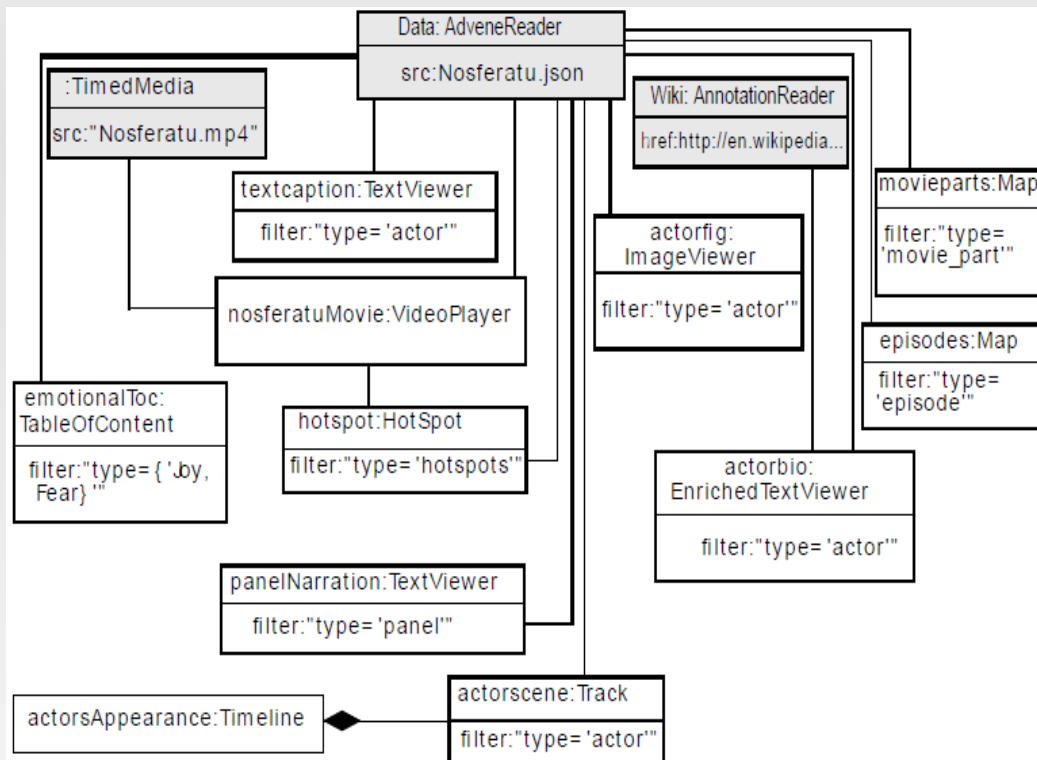 Data: AdveneReader
src:Nosferatu.json
:TimedMedia
src:"Nosferatu.mp4"
Wiki: AnnotationReader
href:http://en.wikipedia...
textcaption:TextViewer
filter:"type= 'actor'"
movieparts:Map
filter:"type=
'movie_part'"
actorfig:
ImageViewer
filter:"type= 'actor'"
nosferatuMovie:VideoPlayer
episodes:Map
filter:"type=
'episode'"
emotionalToc:
TableOfContent
filter:"type= { 'Joy,
Fear} '"
hotspot:HotSpot
filter:"type= 'hotspots'"
actorbio:
EnrichedTextViewer
filter:"type= 'actor'"
panelNarration:TextViewer
filter:"type= 'panel'"
actorsAppearance:Timeline
actorscene:Track
filter:"type= 'actor'"